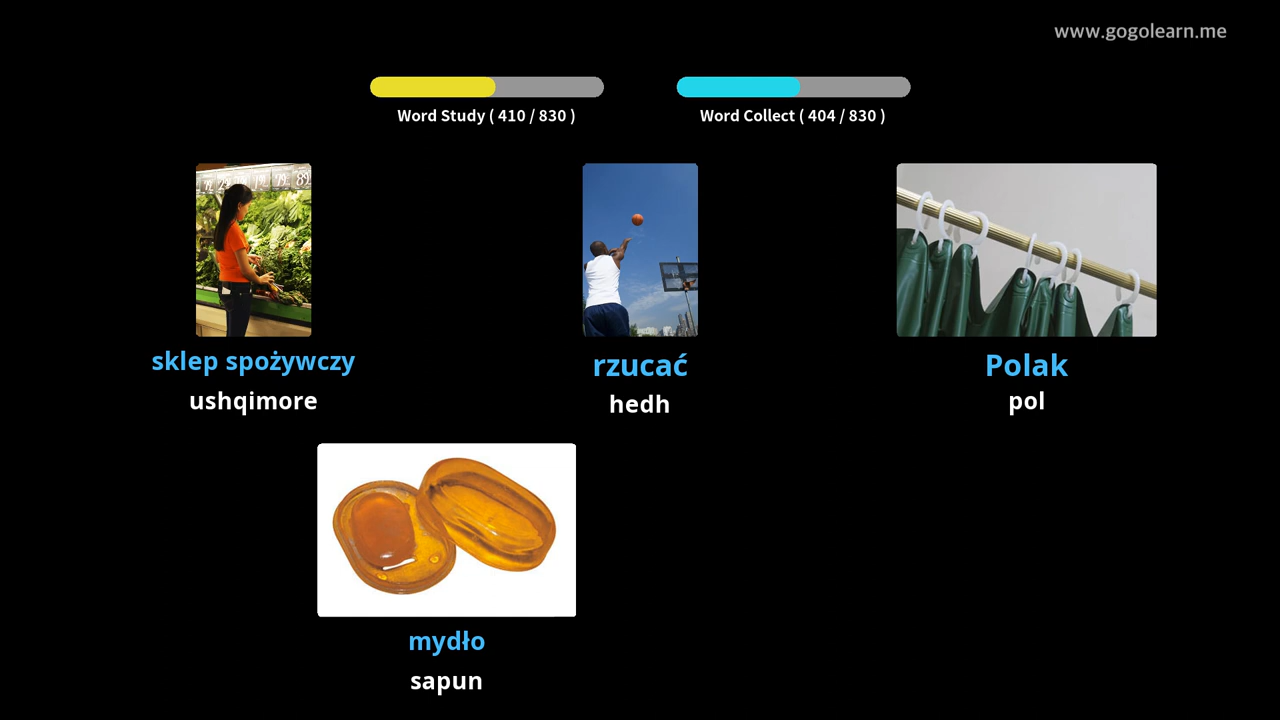 www.gogolearn.me
Word Study ( 410 / 830 )
Word Collect ( 404 / 830 )
sklep spożywczy
ushqimore
rzucać
hedh
Polak
pol
mydło
sapun